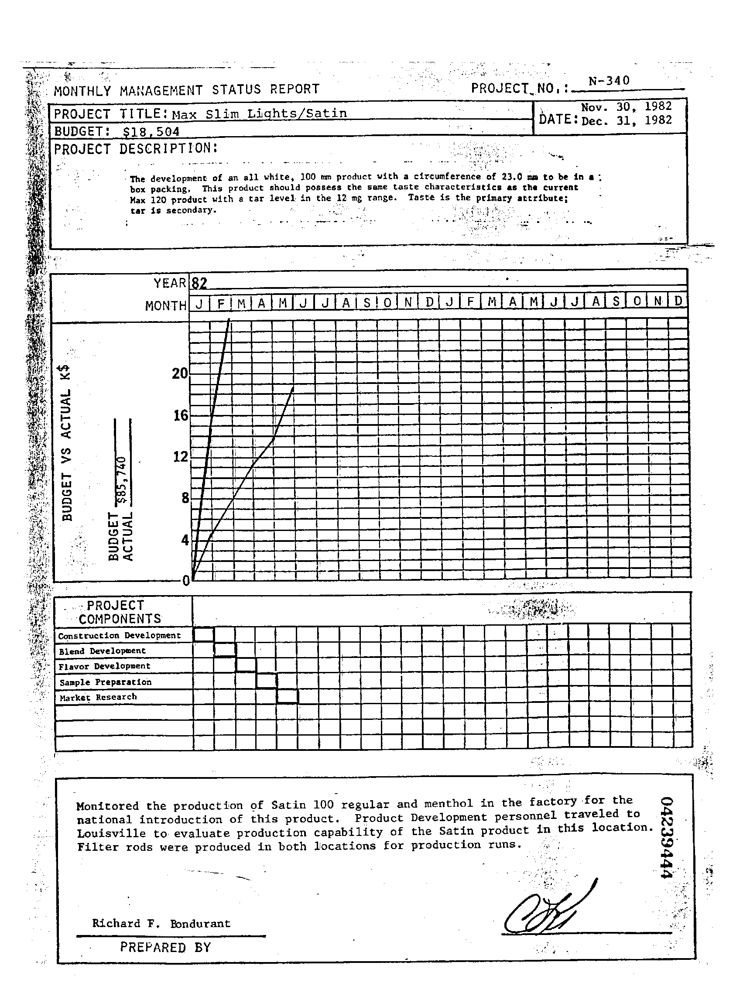 MONTHLY MANAGEMENT STATUS REPORT PROJECT NO.: N-340
PROJECT TITLE: Max Slim Lights/Satin
DATE: Nov. 30, 1982
Dec. 31, 1982
BUDGET: $18,504
PROJECT DESCRIPTION:
The development of an all white, 100 mm product with a circumference of 23.0 mm to be in a
box packing. This product should possess the same taste characteristics as the current
Max 120 product with a tar level in the 12 mg range. Taste is the primary attribute;
tar is secondary.
YEAR 82
MONTH J F M A M J J A S O N D J F M A M J J A S O N D
BUDGET VS ACTUAL K$
BUDGET
ACTUAL $85,740
20
16
12
8
4
0
PROJECT
COMPONENTS
Construction Development
Blend Development
Flavor Development
Sample Preparation
Market Research
Monitored the production of Satin 100 regular and menthol in the factory for the
national introduction of this product. Product Development personnel traveled to
Louisville to evaluate production capability of the Satin product in this location.
Filter rods were produced in both locations for production runs.
04239444
Richard F. Bondurant
PREPARED BY